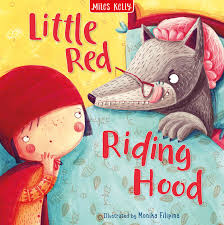 MILES KELLY
Little
Red
Riding
Hood
Illustrated by Monika Filipina